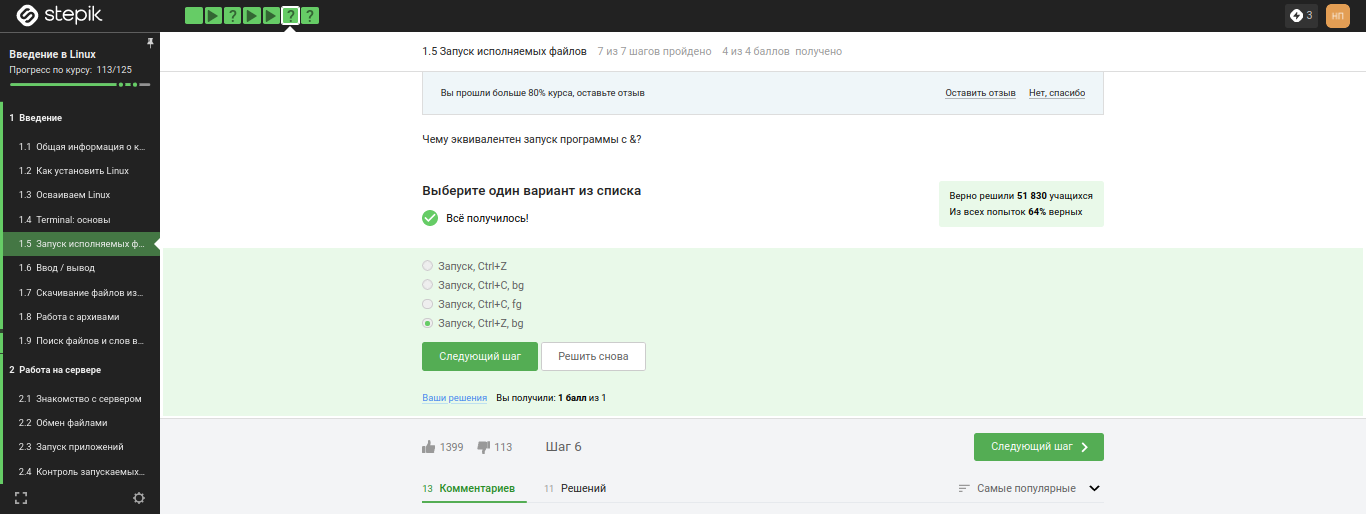 stepik
? ? ?
3
НП
Введение в Linux
Прогресс по курсу: 113/125
1 Введение
1.1 Общая информация о к...
1.2 Как установить Linux
1.3 Осваиваем Linux
1.4 Terminal: основы
1.5 Запуск исполняемых ф...
1.6 Ввод / вывод
1.7 Скачивание файлов из...
1.8 Работа с архивами
1.9 Поиск файлов и слов в...
2 Работа на сервере
2.1 Знакомство с сервером
2.2 Обмен файлами
2.3 Запуск приложений
2.4 Контроль запускаемых...
1.5 Запуск исполняемых файлов 7 из 7 шагов пройдено 4 из 4 баллов получено
Вы прошли больше 80% курса, оставьте отзыв Оставить отзыв Нет, спасибо
Чему эквивалентен запуск программы с &?
Выберите один вариант из списка
Всё получилось!
Верно решили 51 830 учащихся
Из всех попыток 64% верных
Запуск, Ctrl+Z
Запуск, Ctrl+C, bg
Запуск, Ctrl+C, fg
Запуск, Ctrl+Z, bg
Следующий шаг Решить снова
Ваши решения Вы получили: 1 балл из 1
1399 113 Шаг 6 Следующий шаг
13 Комментариев 11 Решений Самые популярные